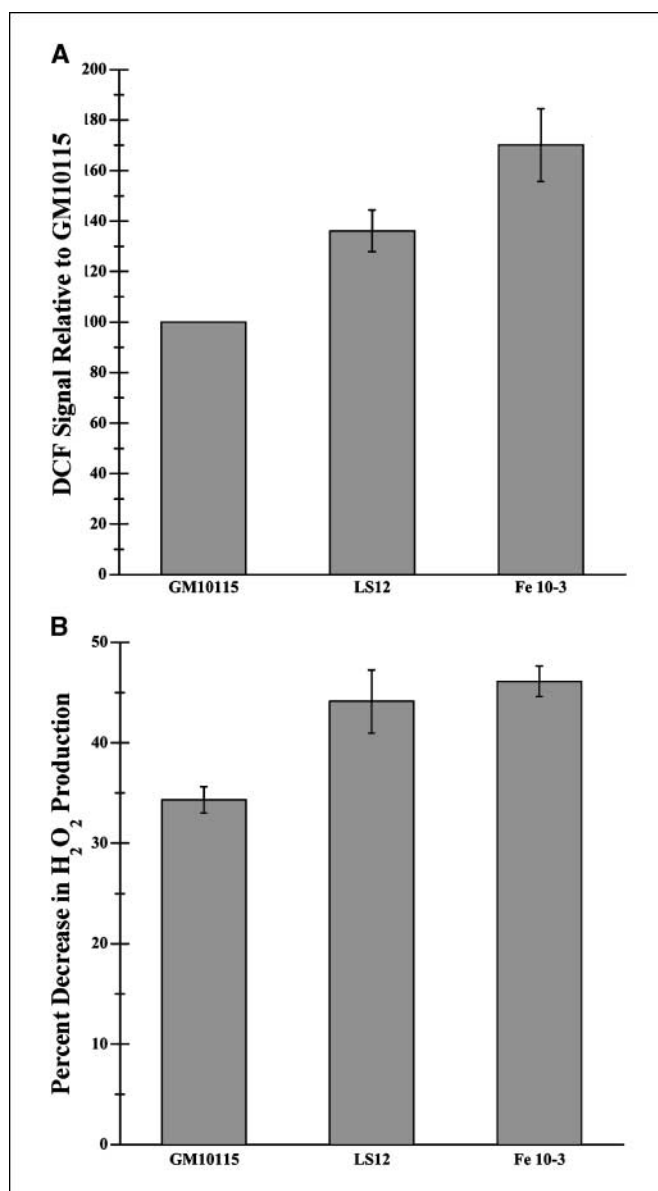 A
DCF Signal Relative to GM10115
200
180
160
140
120
100
80
60
40
20
0
GM10115 LS12 Fe 10-3
B
Percent Decrease in H2O2 Production
50
40
30
20
10
0
GM10115 LS12 Fe 10-3